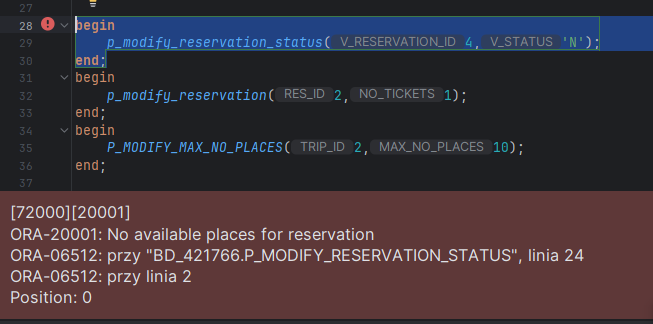 27
28 begin
29 p_modify_reservation_status( V_RESERVATION_ID 4, V_STATUS 'N');
30 end;
31 begin
32 p_modify_reservation( RES_ID 2, NO_TICKETS 1);
33 end;
34 begin
35 P_MODIFY_MAX_NO_PLACES( TRIP_ID 2, MAX_NO_PLACES 10);
36 end;
37
[72000][20001]
ORA-20001: No available places for reservation
ORA-06512: przy "BD_421766.P_MODIFY_RESERVATION_STATUS", linia 24
ORA-06512: przy linia 2
Position: 0